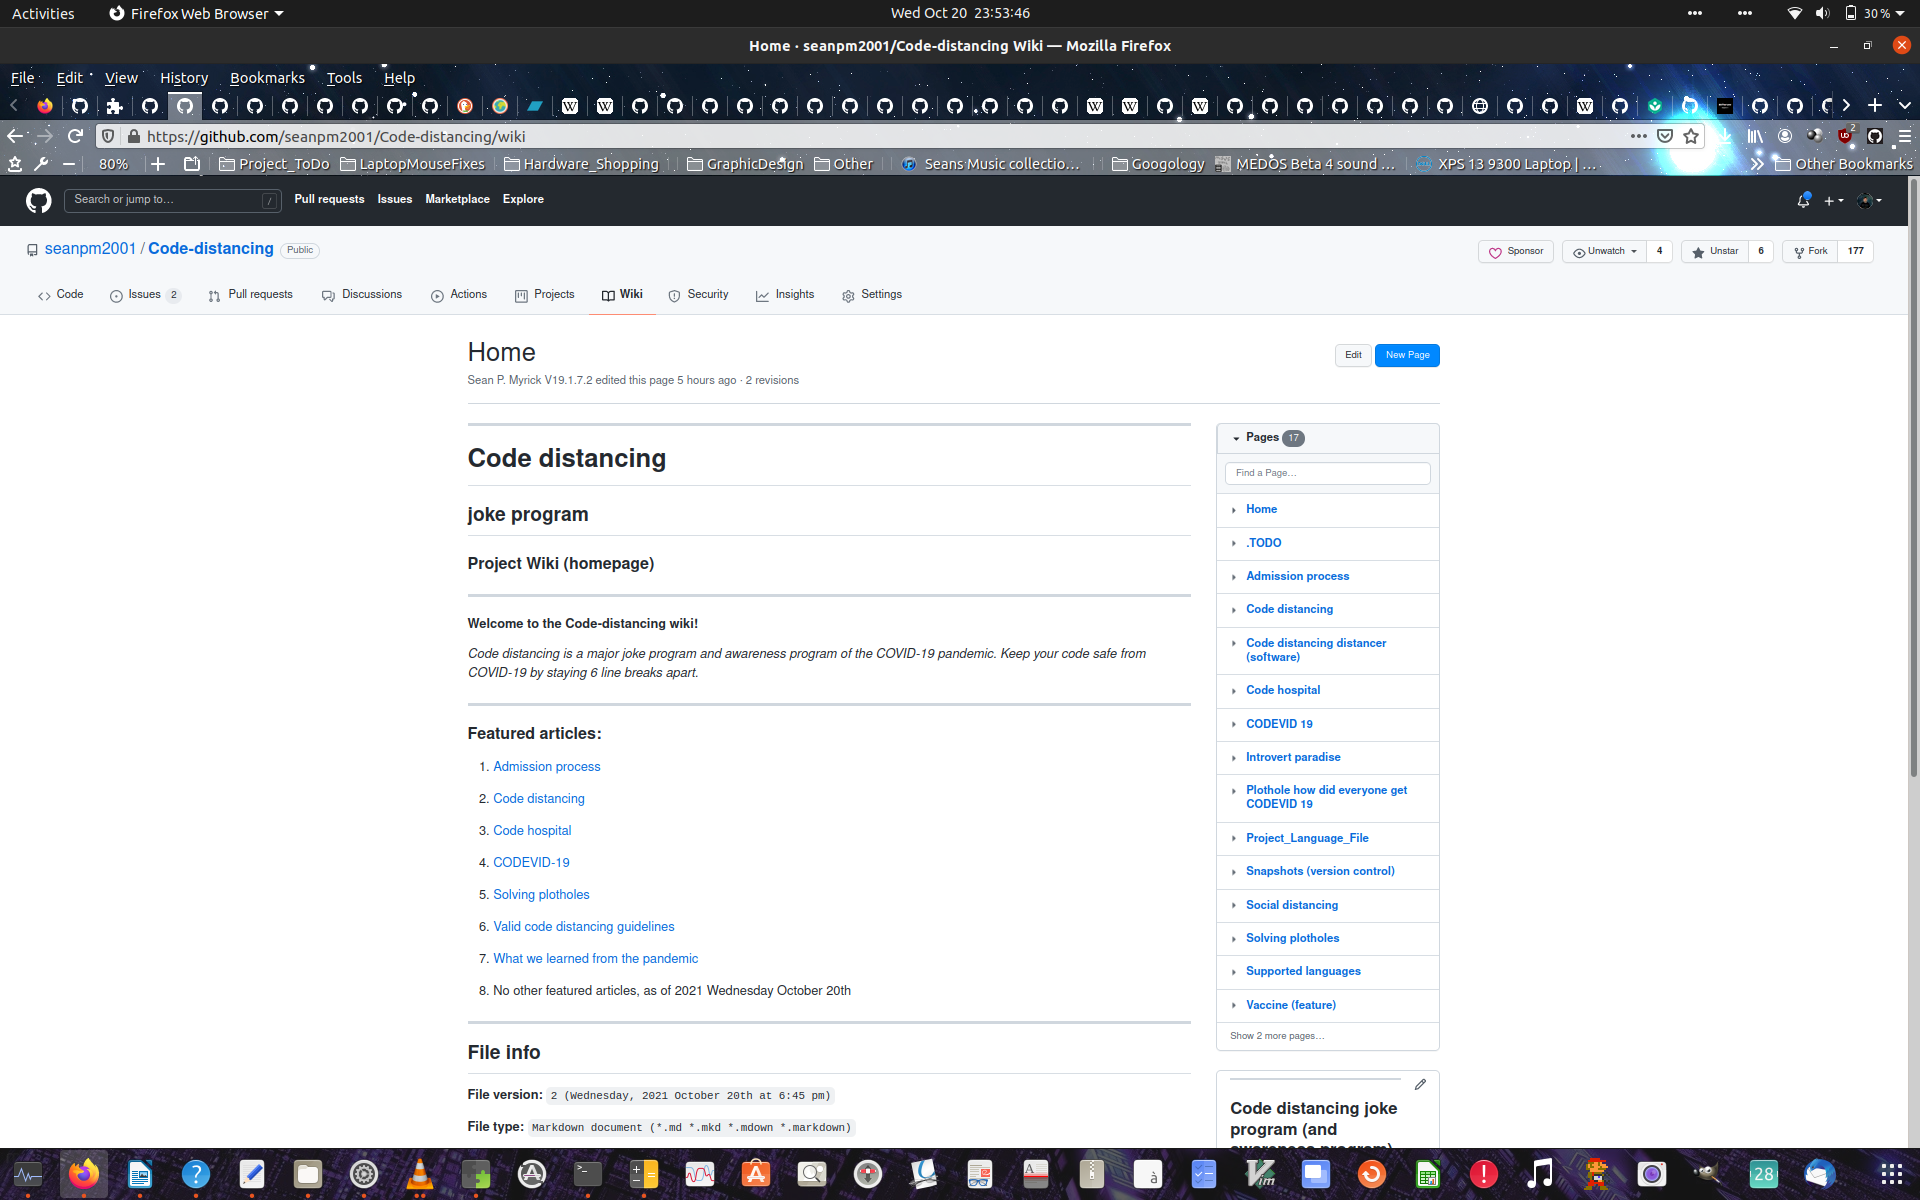 Activities
Firefox Web Browser
Wed Oct 20 23:53:46
30 %
Home · seanpm2001/Code-distancing Wiki — Mozilla Firefox
File Edit View History Bookmarks Tools Help
https://github.com/seanpm2001/Code-distancing/wiki
2
80%
Project_ToDo
LaptopMouseFixes
Hardware_Shopping
GraphicDesign
Other
Seans Music collectio…
Googology
MEDOS Beta 4 sound …
XPS 13 9300 Laptop | …
Other Bookmarks
Search or jump to…
/
Pull requests Issues Marketplace Explore
seanpm2001 / Code-distancing Public
Sponsor
Unwatch 4
Unstar 6
Fork 177
Code
Issues 2
Pull requests
Discussions
Actions
Projects
Wiki
Security
Insights
Settings
Home
Edit
New Page
Sean P. Myrick V19.1.7.2 edited this page 5 hours ago · 2 revisions
Code distancing
joke program
Project Wiki (homepage)
Welcome to the Code-distancing wiki!
Code distancing is a major joke program and awareness program of the COVID-19 pandemic. Keep your code safe from
COVID-19 by staying 6 line breaks apart.
Featured articles:
1. Admission process
2. Code distancing
3. Code hospital
4. CODEVID-19
5. Solving plotholes
6. Valid code distancing guidelines
7. What we learned from the pandemic
8. No other featured articles, as of 2021 Wednesday October 20th
File info
File version: 2 (Wednesday, 2021 October 20th at 6:45 pm)
File type: Markdown document (*.md *.mkd *.mdown *.markdown)
Pages 17
Find a Page…
Home
.TODO
Admission process
Code distancing
Code distancing distancer
(software)
Code hospital
CODEVID 19
Introvert paradise
Plothole how did everyone get
CODEVID 19
Project_Language_File
Snapshots (version control)
Social distancing
Solving plotholes
Supported languages
Vaccine (feature)
Show 2 more pages…
Code distancing joke
program (and
awareness program)
28